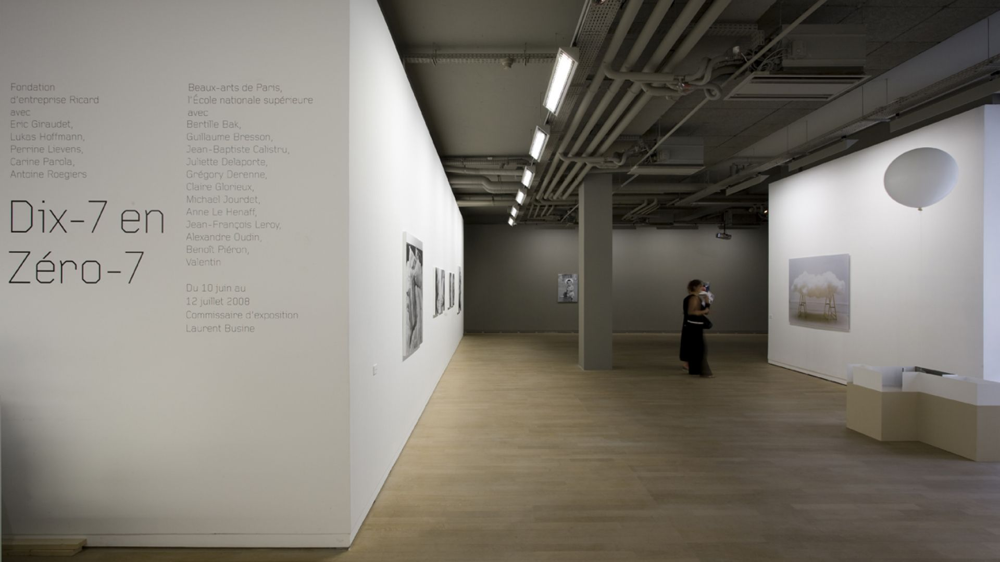 Fondation
d'entreprise Ricard
avec
Eric Giraudet,
Lukas Hoffmann,
Perrine Lievens,
Carine Parola,
Antoine Roegiers
Dix-7 en
Zéro-7
Beaux-arts de Paris,
l'École nationale supérieure
avec
Bertille Bak,
Guillaume Bresson,
Jean-Baptiste Calistru,
Juliette Delaporte,
Grégory Derenne,
Claire Glorieux,
Michael Jourdet,
Anne Le Henaff,
Jean-François Leroy,
Alexandre Oudin,
Benoît Piéron,
Valentin
Du 10 juin au
12 juillet 2008
Commissaire d'exposition
Laurent Busine